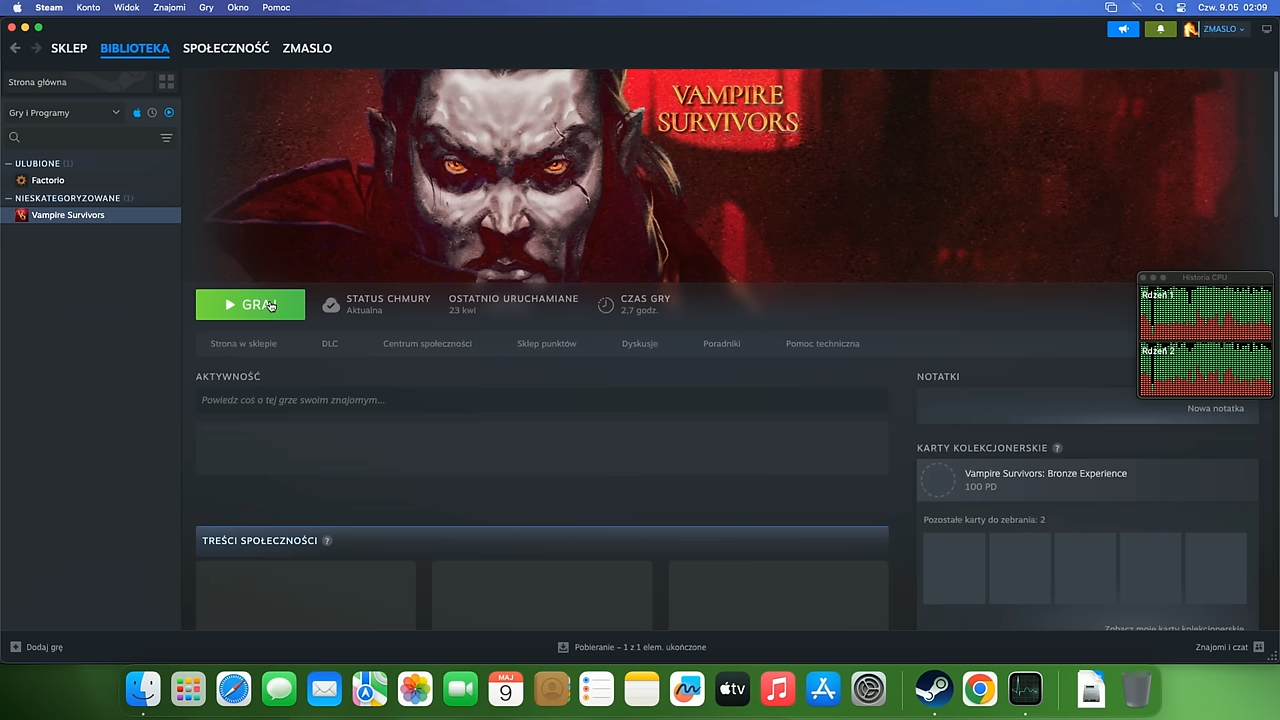 Steam Konto Widok Znajomi Gry Okno Pomoc
Czw. 9.05 02:09
SKLEP BIBLIOTEKA SPOŁECZNOŚĆ ZMASLO
ZMASLO
Strona główna
Gry i Programy
— ULUBIONE (1)
Factorio
— NIESKATEGORYZOWANE (1)
Vampire Survivors
VAMPIRE
SURVIVORS
GRAJ
STATUS CHMURY
Aktualna
OSTATNIO URUCHAMIANE
23 kwi
CZAS GRY
2,7 godz.
Historia CPU
Rdzeń 1
Rdzeń 2
Strona w sklepie DLC Centrum społeczności Sklep punktów Dyskusje Poradniki Pomoc techniczna
AKTYWNOŚĆ
Powiedz coś o tej grze swoim znajomym...
NOTATKI
Nowa notatka
KARTY KOLEKCJONERSKIE ?
Vampire Survivors: Bronze Experience
100 PD
Pozostałe karty do zebrania: 2
Zobacz moje karty kolekcjonerskie
TREŚCI SPOŁECZNOŚCI ?
Dodaj grę
Pobieranie – 1 z 1 elem. ukończone
Znajomi i czat
MAJ
9
tv